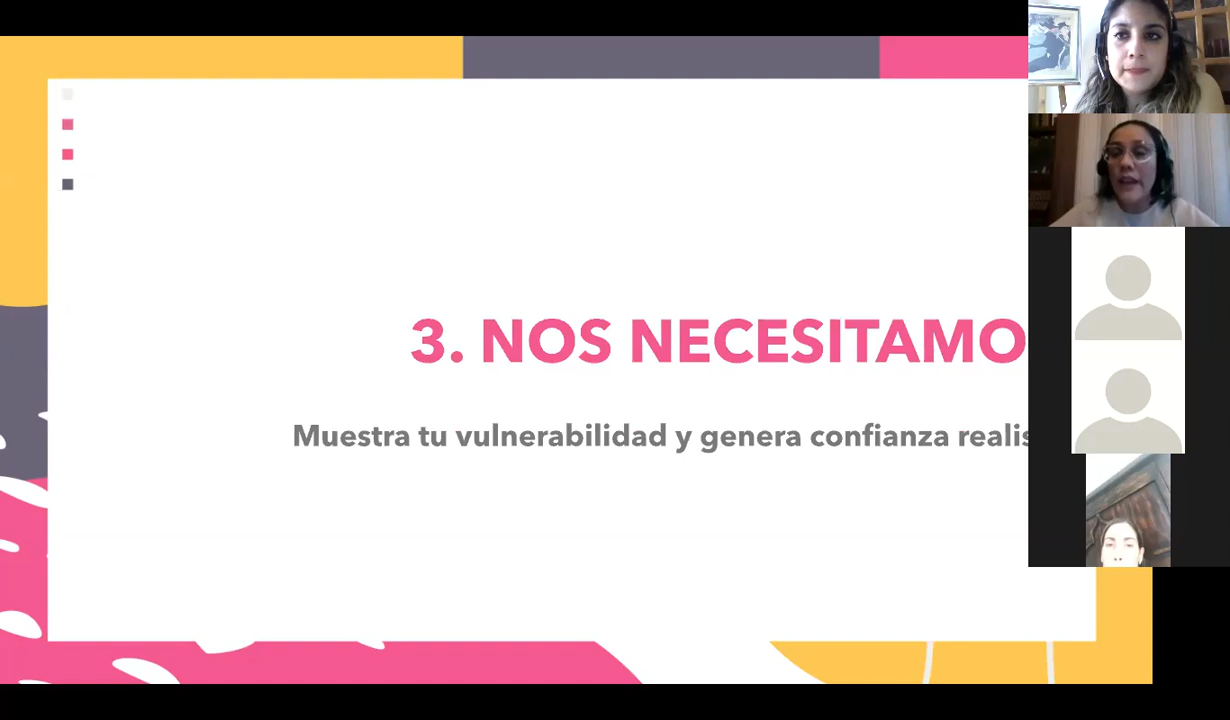 3. NOS NECESITAMO
Muestra tu vulnerabilidad y genera confianza realis